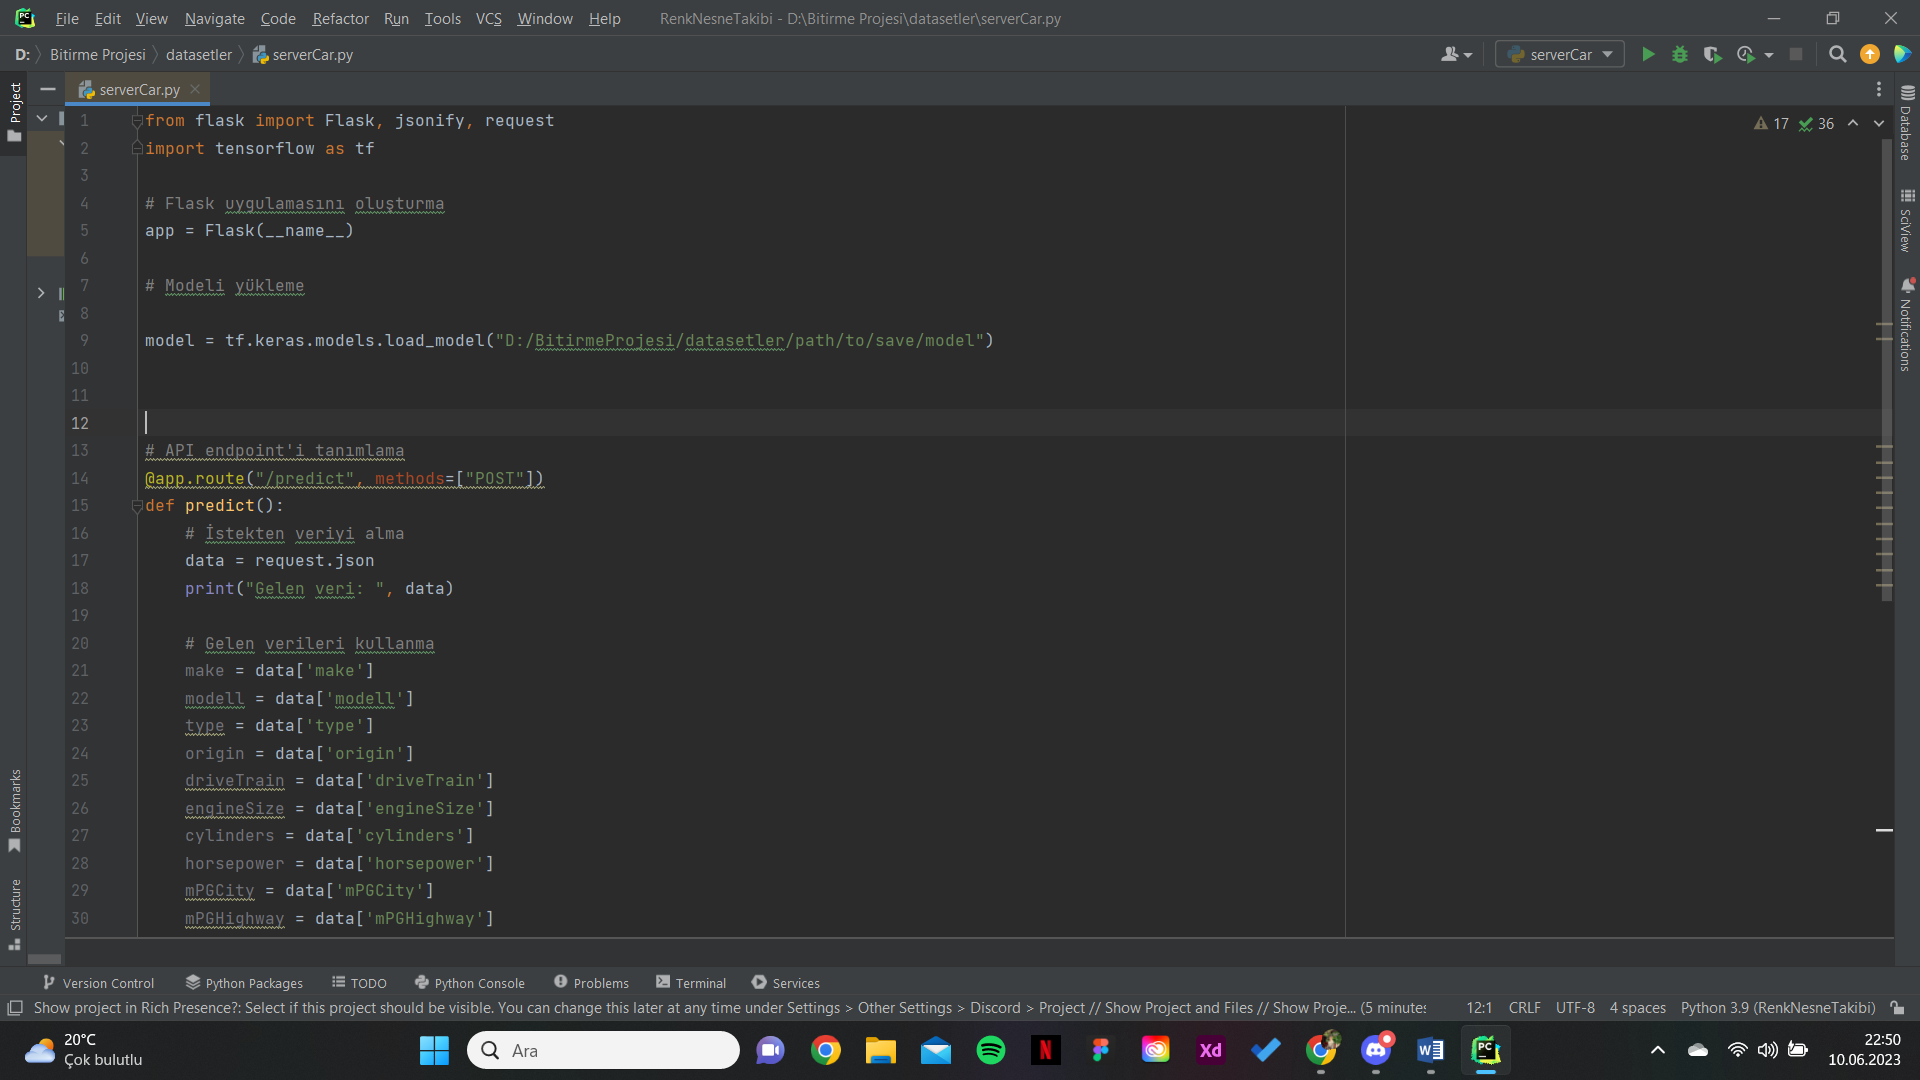 File Edit View Navigate Code Refactor Run Tools VCS Window Help RenkNesneTakibi - D:\Bitirme Projesi\datasetler\serverCar.py
D: Bitirme Projesi datasetler serverCar.py serverCar
Project
serverCar.py
17 36
1 from flask import Flask, jsonify, request
2 import tensorflow as tf
3
4 # Flask uygulamasını oluşturma
5 app = Flask(__name__)
6
7 # Modeli yükleme
8
9 model = tf.keras.models.load_model("D:/BitirmeProjesi/datasetler/path/to/save/model")
10
11
12
13 # API endpoint'i tanımlama
14 @app.route("/predict", methods=["POST"])
15 def predict():
16 # İstekten veriyi alma
17 data = request.json
18 print("Gelen veri: ", data)
19
20 # Gelen verileri kullanma
21 make = data['make']
22 modell = data['modell']
23 type = data['type']
24 origin = data['origin']
25 driveTrain = data['driveTrain']
26 engineSize = data['engineSize']
27 cylinders = data['cylinders']
28 horsepower = data['horsepower']
29 mPGCity = data['mPGCity']
30 mPGHighway = data['mPGHighway']
Database
SciView
Notifications
Bookmarks
Structure
Version Control Python Packages TODO Python Console Problems Terminal Services
Show project in Rich Presence?: Select if this project should be visible. You can change this later at any time under Settings > Other Settings > Discord > Project // Show Project and Files // Show Proje... (5 minutes 12:1 CRLF UTF-8 4 spaces Python 3.9 (RenkNesneTakibi)
20°C
Çok bulutlu
Ara
22:50
10.06.2023